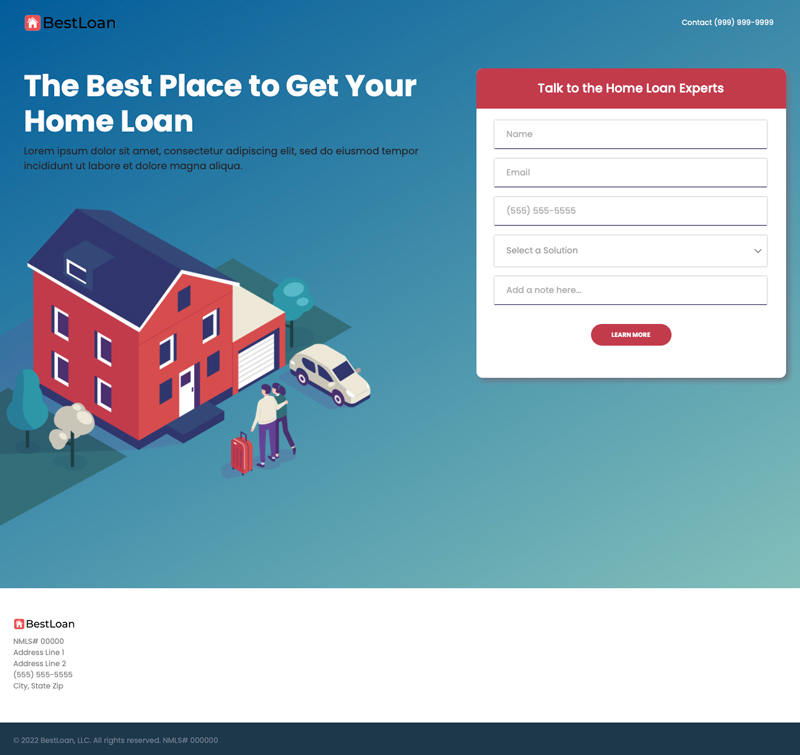 BestLoan
Contact (999) 999-9999
The Best Place to Get Your
Home Loan
Lorem ipsum dolor sit amet, consectetur adipiscing elit, sed do eiusmod tempor
incididunt ut labore et dolore magna aliqua.
Talk to the Home Loan Experts
Name
Email
(555) 555-5555
Select a Solution
Add a note here...
LEARN MORE
BestLoan
NMLS# 00000
Address Line 1
Address Line 2
(555) 555-5555
City, State Zip
© 2022 BestLoan, LLC. All rights reserved. NMLS# 000000